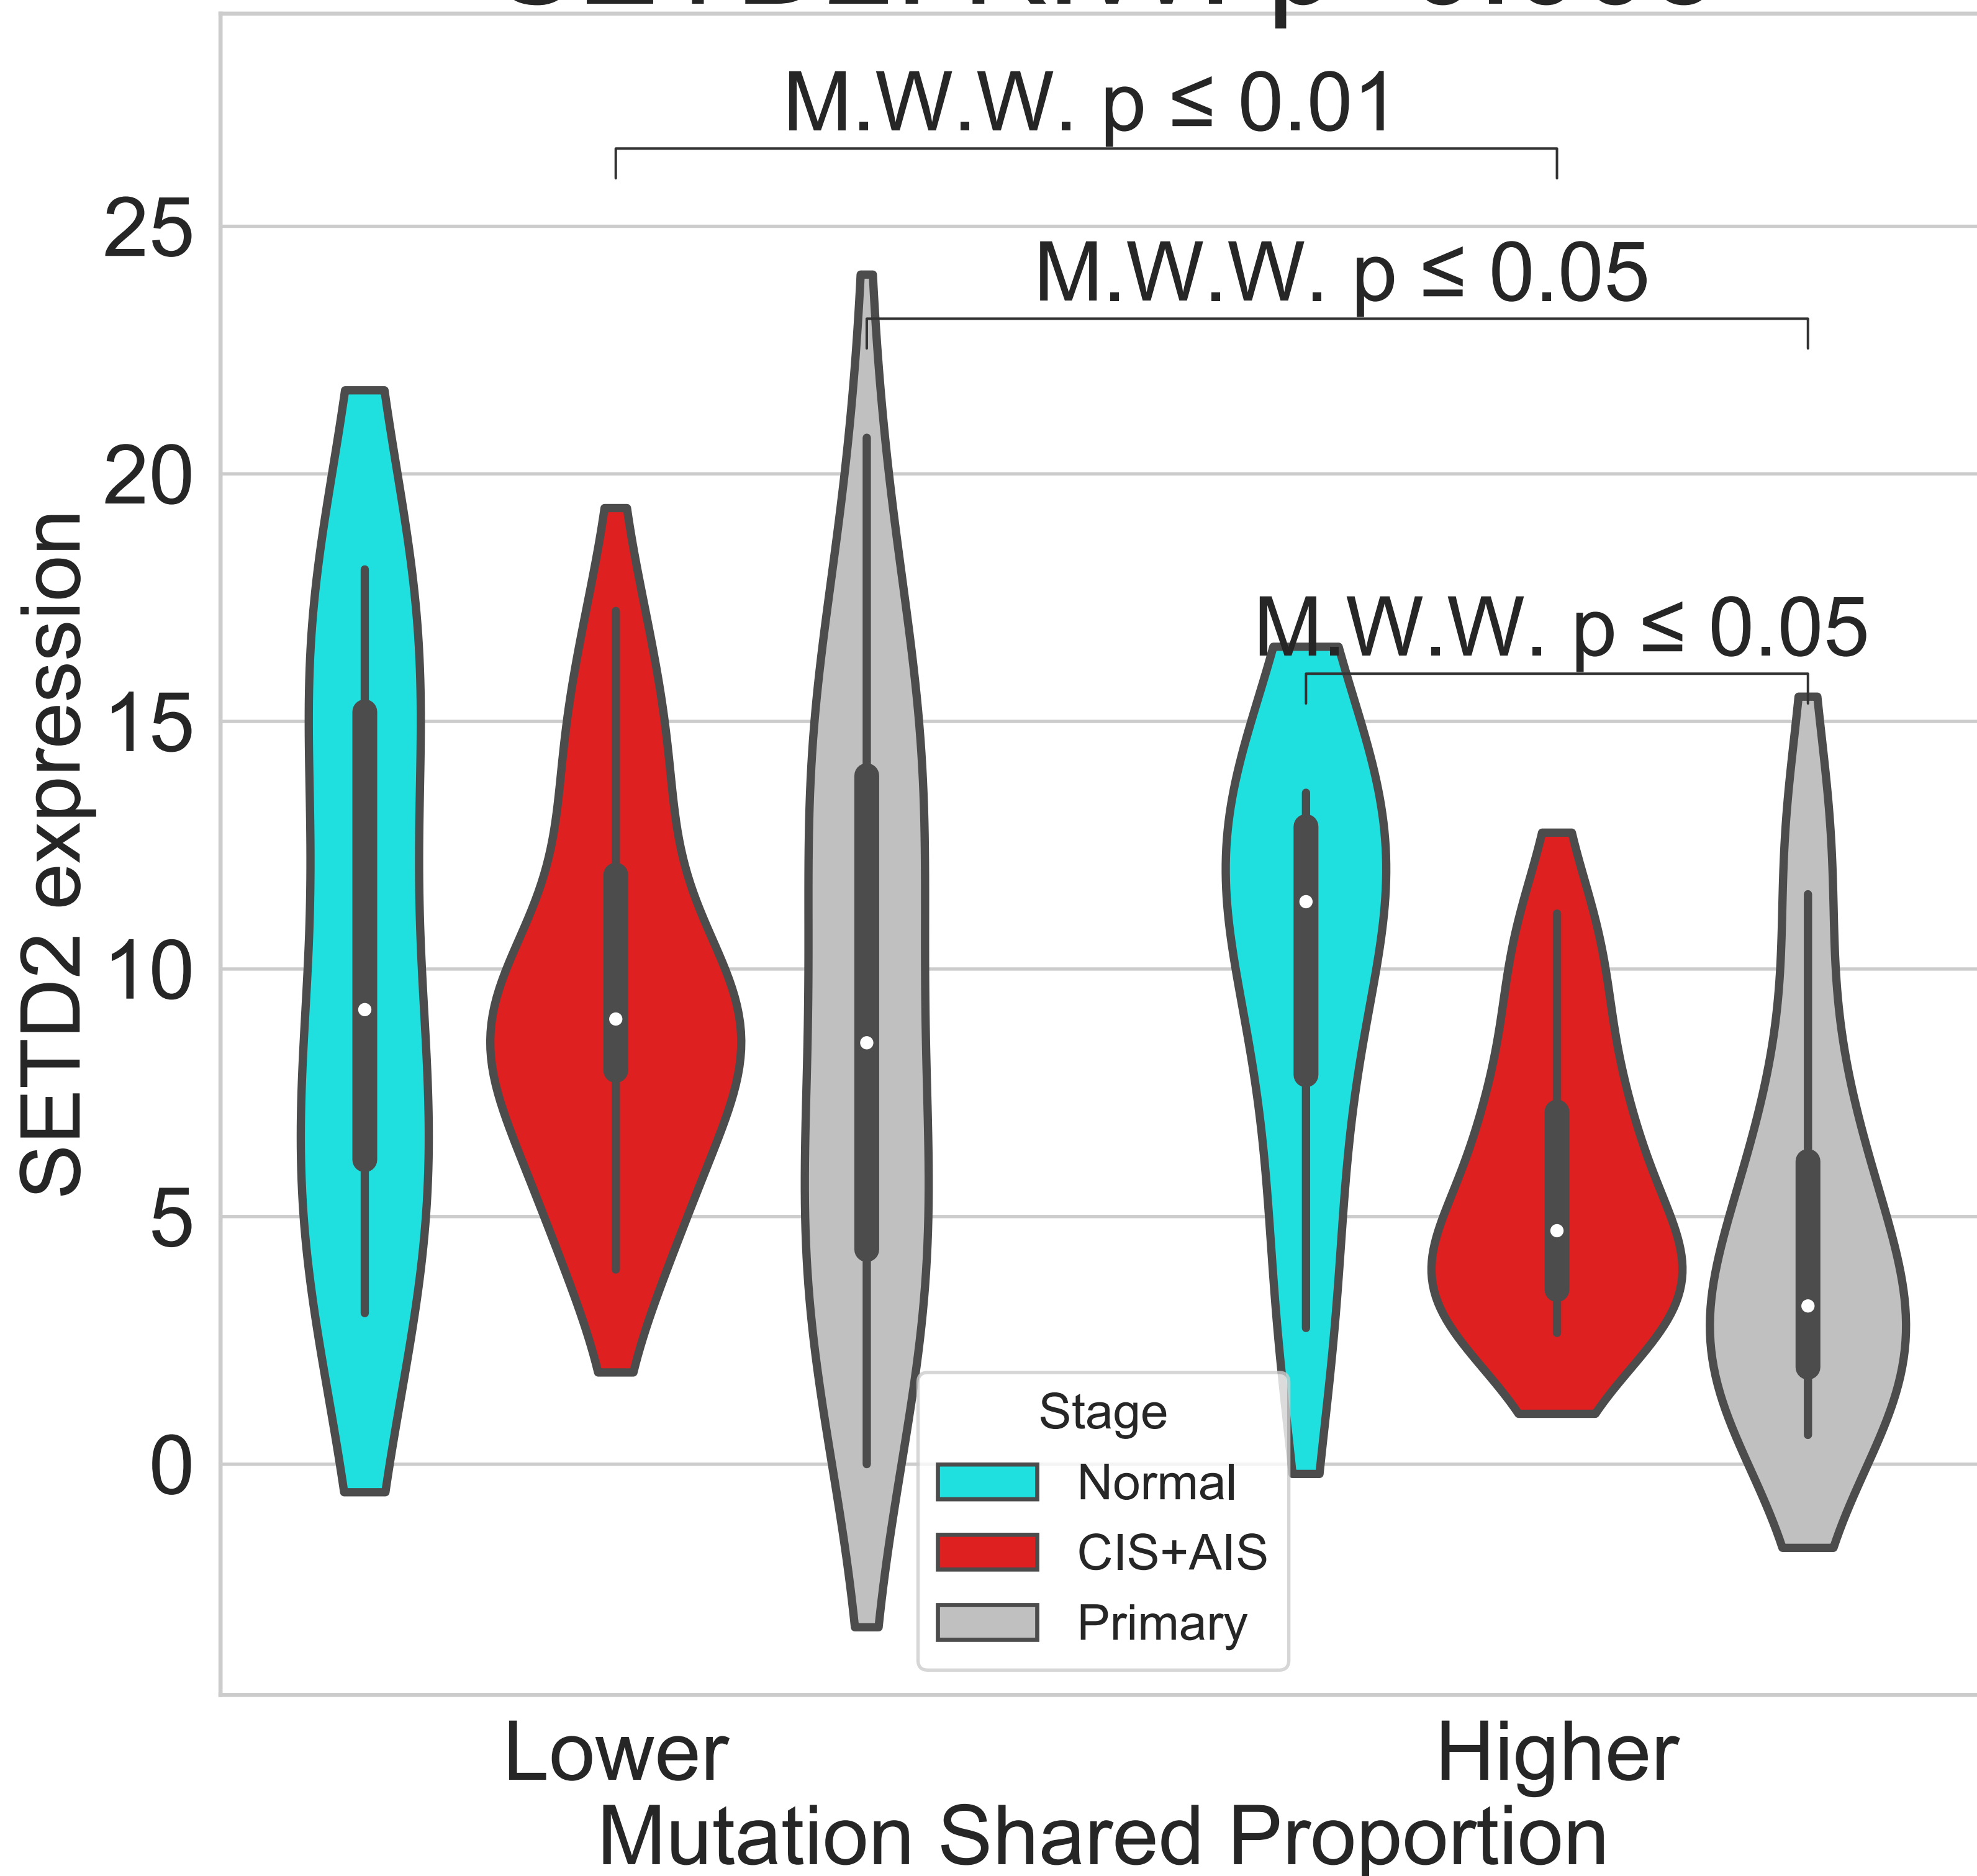 M.W.W. p ≤ 0.01
25
M.W.W. p ≤ 0.05
20
M.W.W. p ≤ 0.05
15
10
5
0
SETD2 expression
Stage
Normal
CIS+AIS
Primary
Lower
Higher
Mutation Shared Proportion